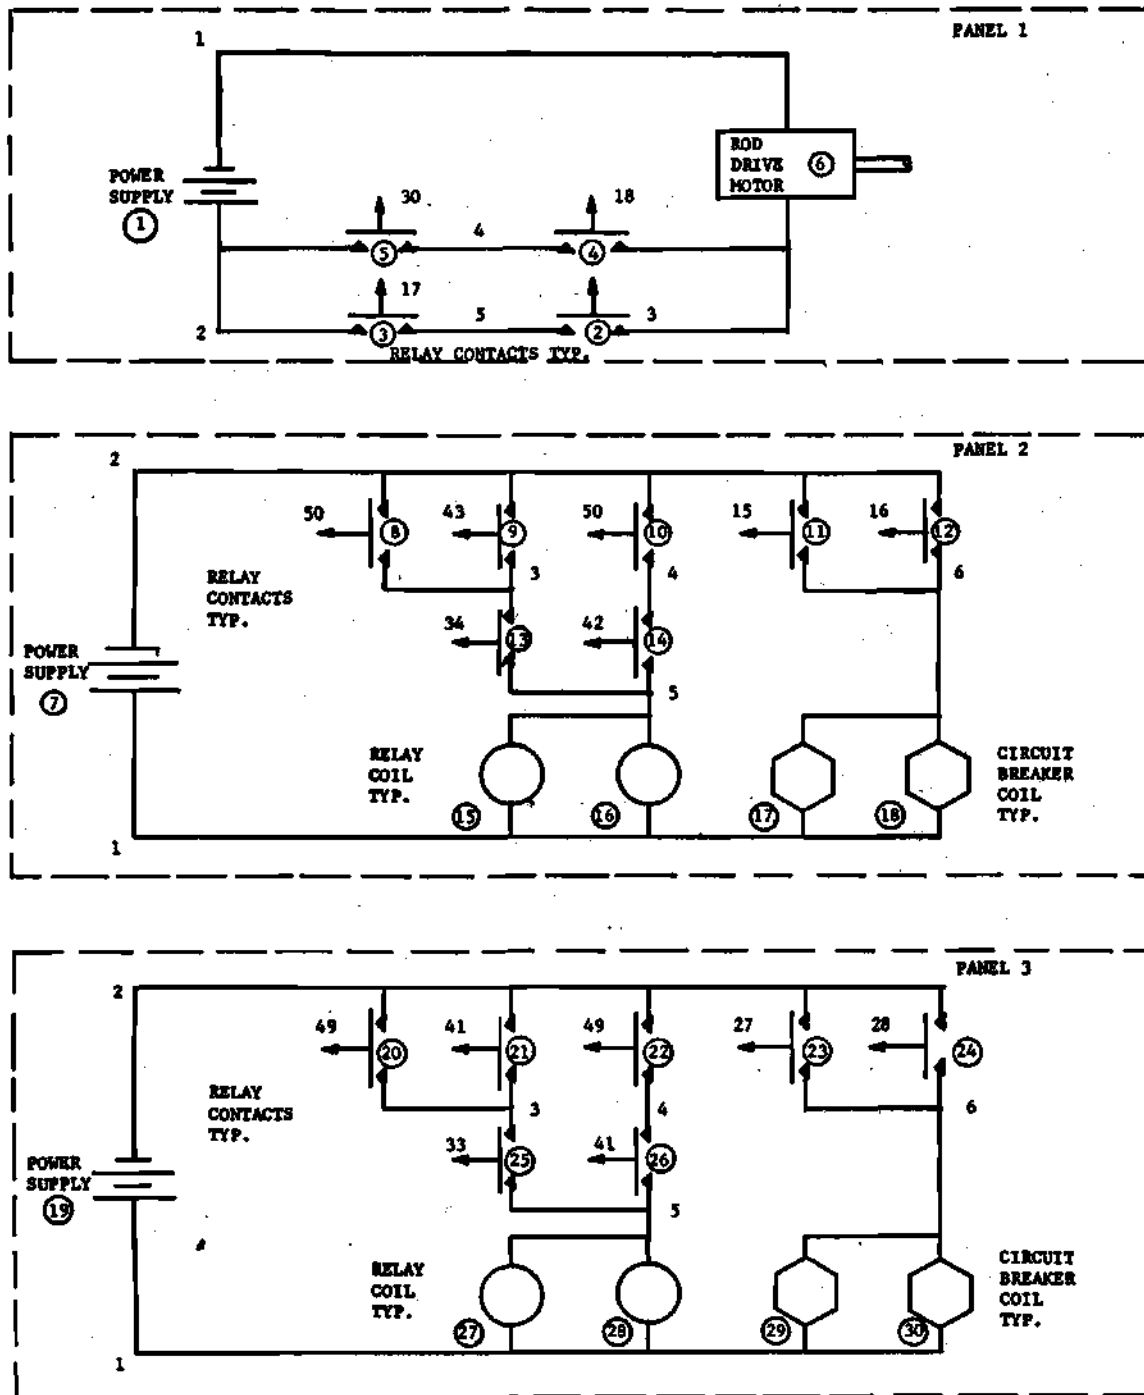 PANEL 1
1
ROD
DRIVE
MOTOR
6
POWER
SUPPLY
1
30
18
4
5
4
17
5
3
2
3
2
RELAY CONTACTS TYP.
PANEL 2
2
50
43
50
15
16
8
9
10
11
12
3
4
6
RELAY
CONTACTS
TYP.
34
42
13
14
POWER
SUPPLY
7
5
RELAY
COIL
TYP.
CIRCUIT
BREAKER
COIL
TYP.
15
16
17
18
1
PANEL 3
2
49
41
49
27
28
20
21
22
23
24
RELAY
CONTACTS
TYP.
3
4
6
33
41
25
26
POWER
SUPPLY
19
5
RELAY
COIL
TYP.
CIRCUIT
BREAKER
COIL
TYP.
27
28
29
30
1